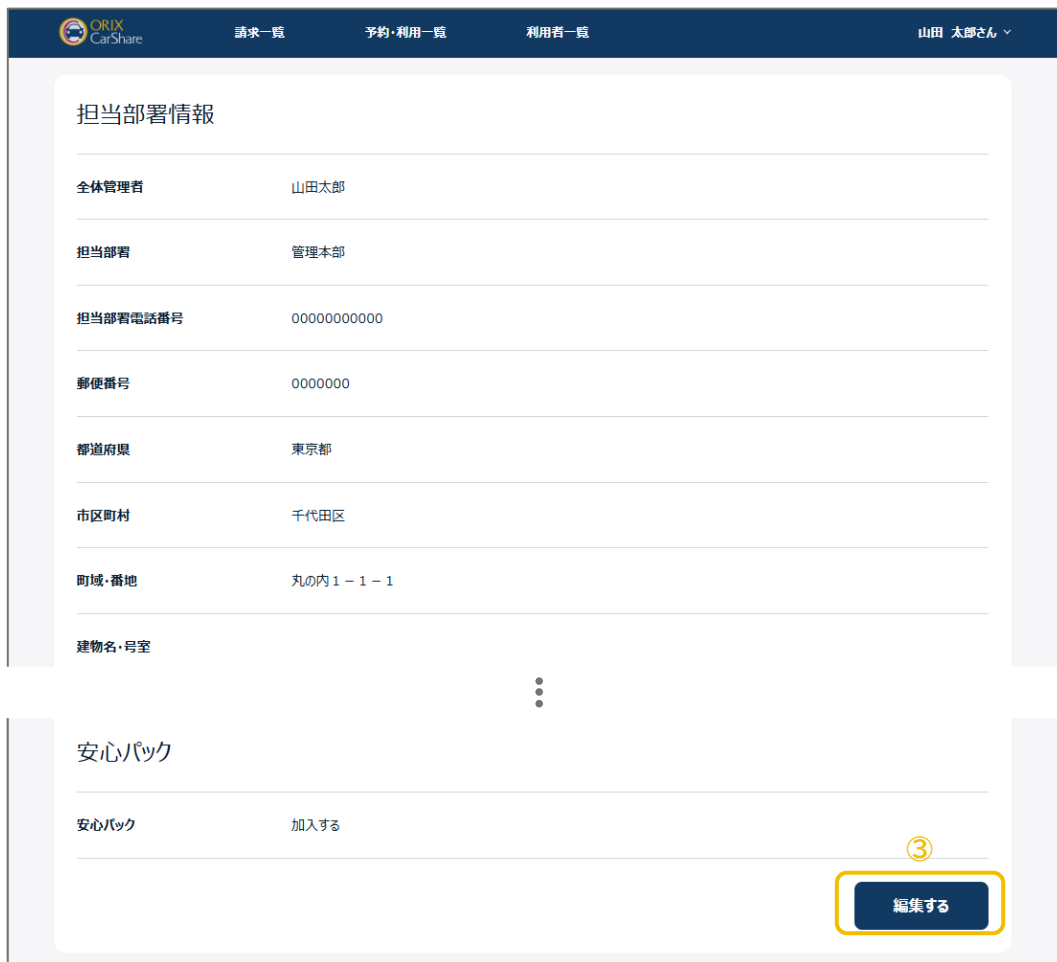 ORIX
CarShare
請求一覧 予約・利用一覧 利用者一覧 山田 太郎さん
担当部署情報
全体管理者 山田太郎
担当部署 管理本部
担当部署電話番号 00000000000
郵便番号 0000000
都道府県 東京都
市区町村 千代田区
町域・番地 丸の内１－１－１
建物名・号室
安心パック
安心パック 加入する
③
編集する